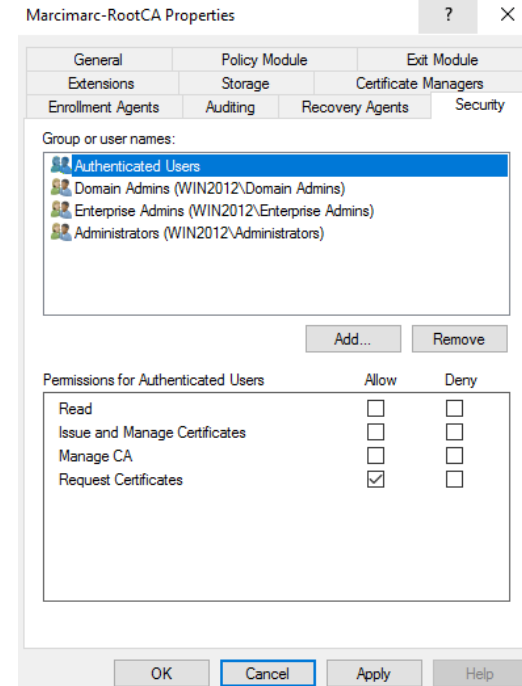 Marcimarc-RootCA Properties ? ×
General Policy Module Exit Module
Extensions Storage Certificate Managers
Enrollment Agents Auditing Recovery Agents Security
Group or user names:
Authenticated Users
Domain Admins (WIN2012\Domain Admins)
Enterprise Admins (WIN2012\Enterprise Admins)
Administrators (WIN2012\Administrators)
Add... Remove
Permissions for Authenticated Users Allow Deny
Read
Issue and Manage Certificates
Manage CA
Request Certificates
OK Cancel Apply Help